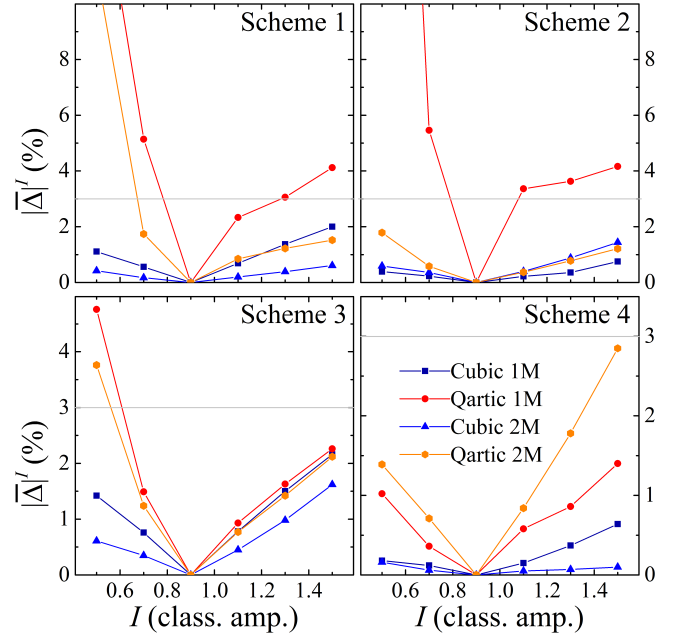 Scheme 1
Scheme 2
8
6
4
2
0
|Δ̅|ᴵ (%)
8
6
4
2
0
Scheme 3
Scheme 4
4
3
2
1
0
|Δ̅|ᴵ (%)
3
2
1
0
Cubic 1M
Qartic 1M
Cubic 2M
Qartic 2M
0.6 0.8 1.0 1.2 1.4
0.6 0.8 1.0 1.2 1.4
I (class. amp.)
I (class. amp.)